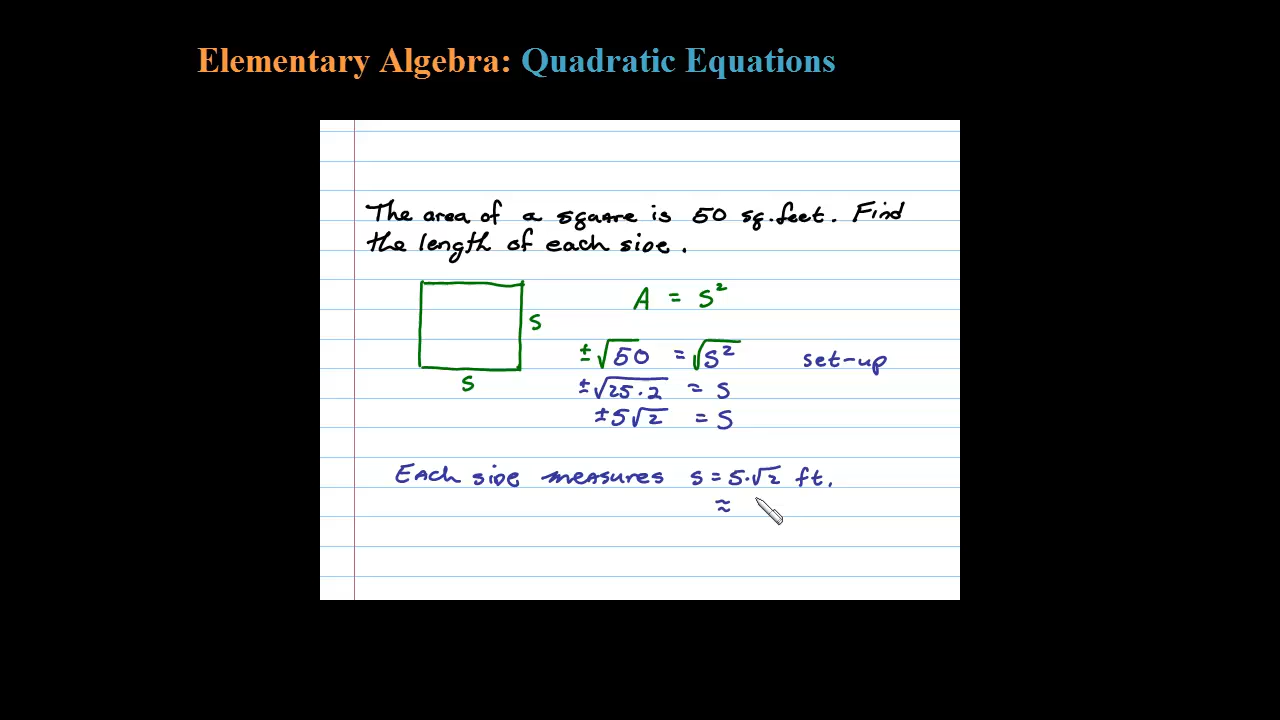 Elementary Algebra: Quadratic Equations
The area of a square is 50 sq. feet. Find
the length of each side.
A = s²
s
± √50 = √s² set-up
± √25·2 = s
s
± 5√2 = s
Each side measures s = 5·√2 ft.
≈